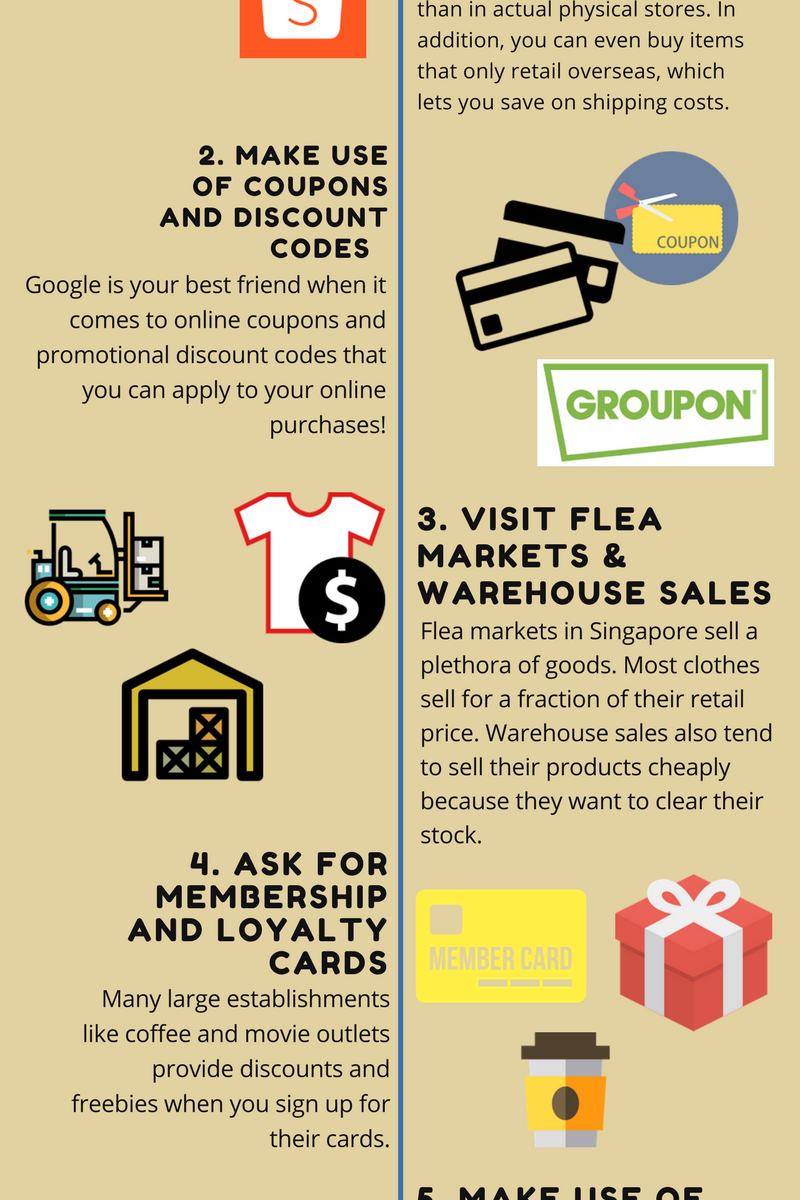 S
than in actual physical stores. In
addition, you can even buy items
that only retail overseas, which
lets you save on shipping costs.
2. MAKE USE
OF COUPONS
AND DISCOUNT
CODES
Google is your best friend when it
comes to online coupons and
promotional discount codes that
you can apply to your online
purchases!
COUPON
GROUPON
$
3. VISIT FLEA
MARKETS &
WAREHOUSE SALES
Flea markets in Singapore sell a
plethora of goods. Most clothes
sell for a fraction of their retail
price. Warehouse sales also tend
to sell their products cheaply
because they want to clear their
stock.
4. ASK FOR
MEMBERSHIP
AND LOYALTY
CARDS
Many large establishments
like coffee and movie outlets
provide discounts and
freebies when you sign up for
their cards.
MEMBER CARD
5. MAKE USE OF